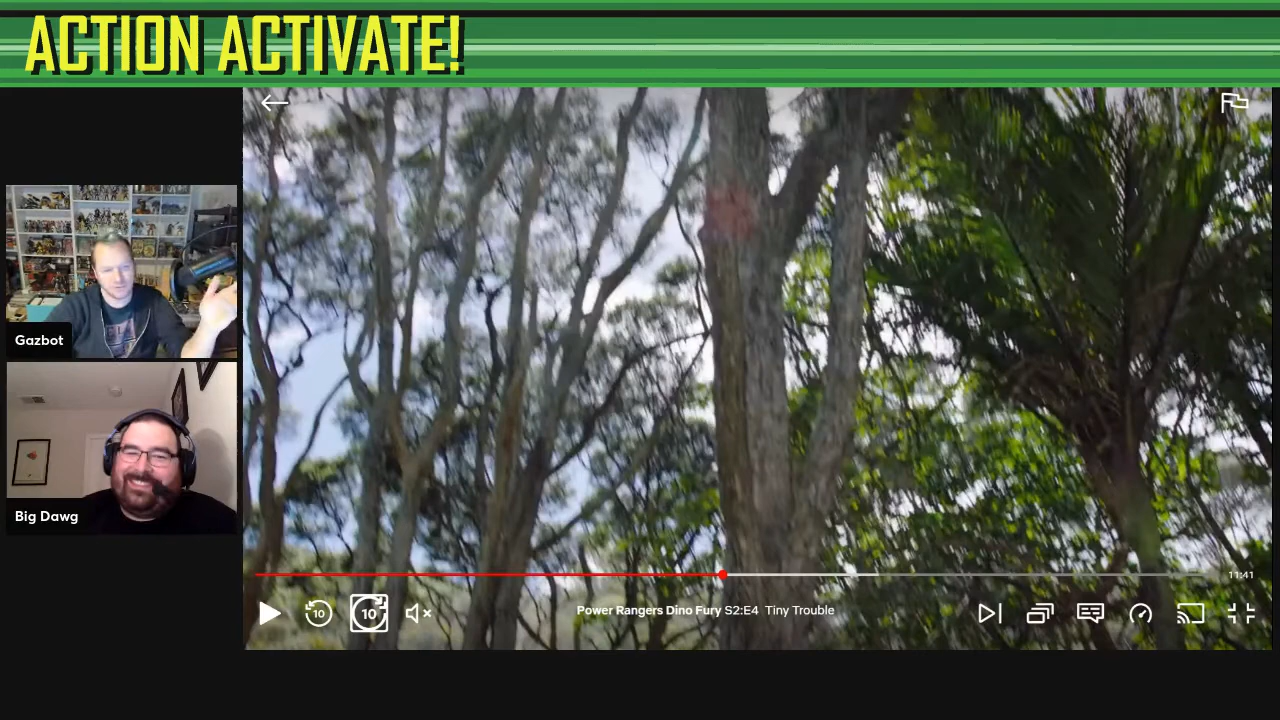 ACTION ACTIVATE!
Gazbot
Big Dawg
11:41
10
10
Power Rangers Dino Fury S2:E4 Tiny Trouble